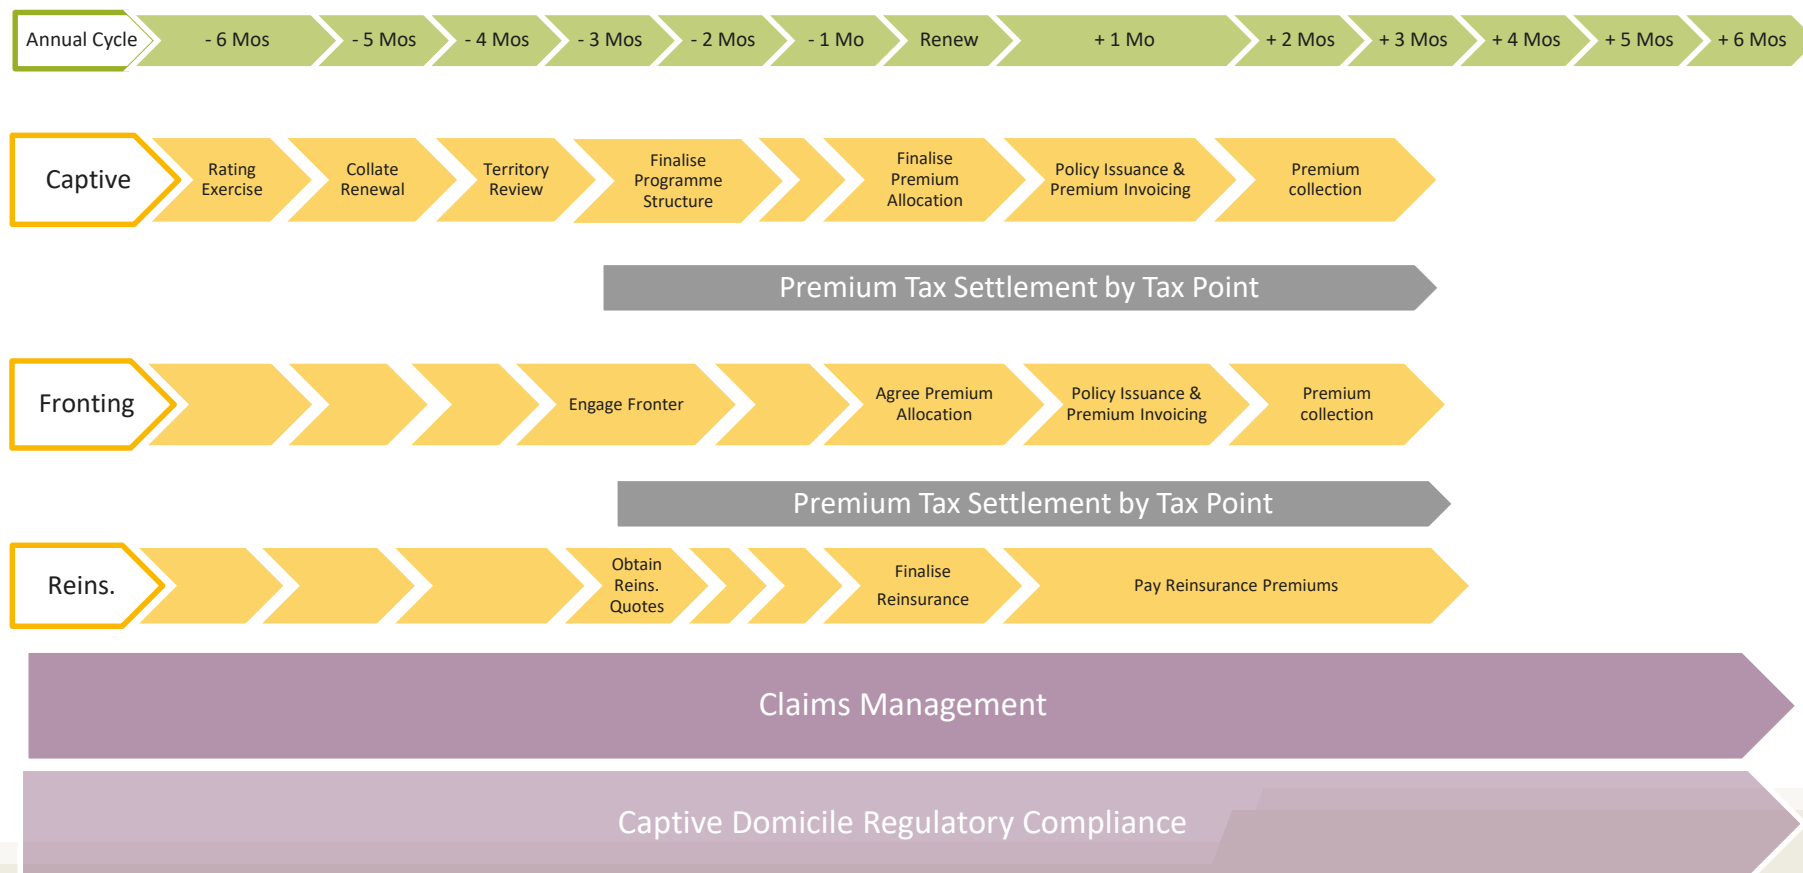 Annual Cycle
- 6 Mos
- 5 Mos
- 4 Mos
- 3 Mos
- 2 Mos
- 1 Mo
Renew
+ 1 Mo
+ 2 Mos
+ 3 Mos
+ 4 Mos
+ 5 Mos
+ 6 Mos
Captive
Rating
Exercise
Collate
Renewal
Territory
Review
Finalise
Programme
Structure
Finalise
Premium
Allocation
Policy Issuance &
Premium Invoicing
Premium
collection
Premium Tax Settlement by Tax Point
Fronting
Engage Fronter
Agree Premium
Allocation
Policy Issuance &
Premium Invoicing
Premium
collection
Premium Tax Settlement by Tax Point
Reins.
Obtain
Reins.
Quotes
Finalise
Reinsurance
Pay Reinsurance Premiums
Claims Management
Captive Domicile Regulatory Compliance